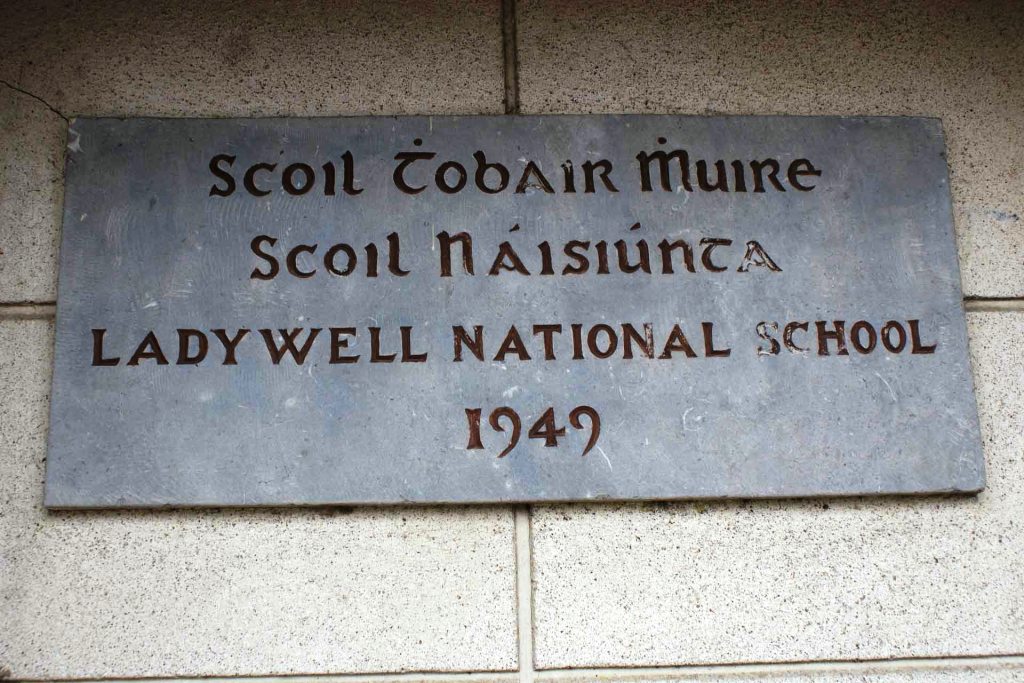 Scoil Ṫobair Ṁuire
Scoil Náisiúnta
LADYWELL NATIONAL SCHOOL
1949